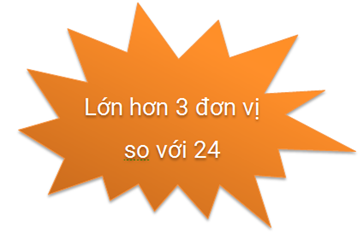 Lớn hơn 3 đơn vị
so với 24